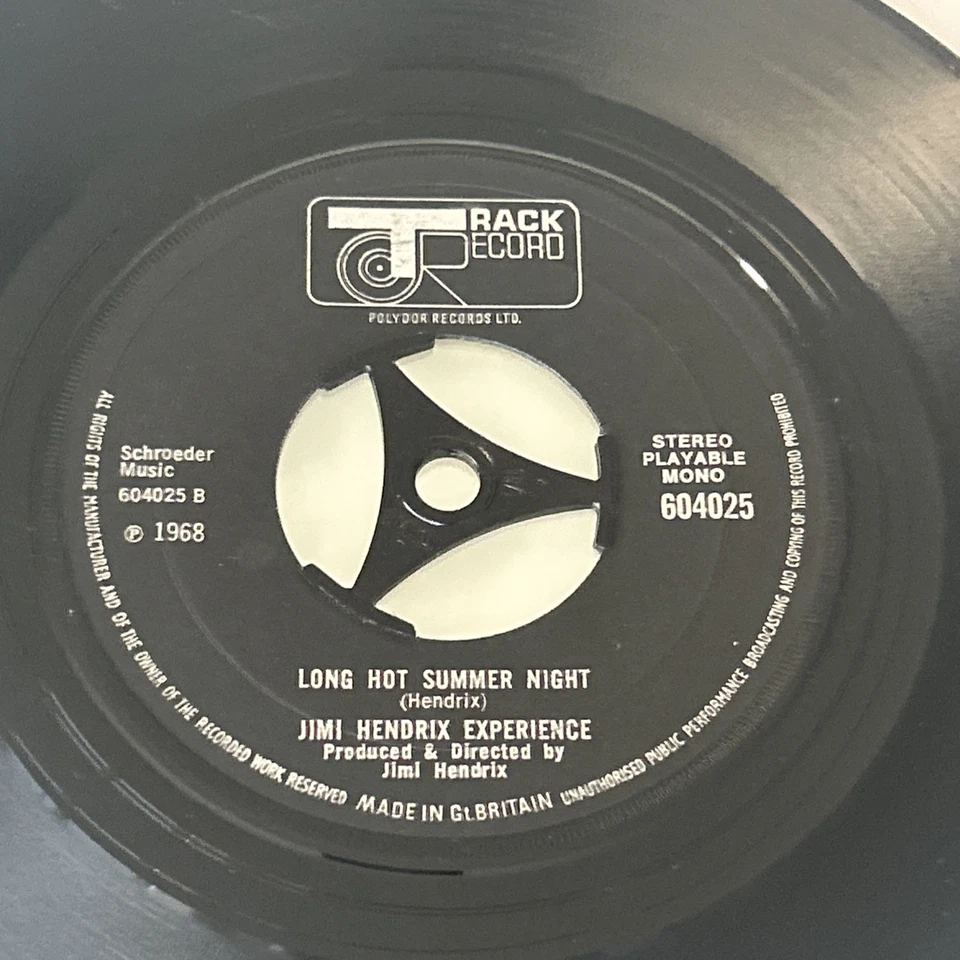 TRACK
RECORD
POLYDOR RECORDS LTD.
Schroeder
Music
604025 B
℗ 1968
STEREO
PLAYABLE
MONO
604025
LONG HOT SUMMER NIGHT
(Hendrix)
JIMI HENDRIX EXPERIENCE
Produced & Directed by
Jimi Hendrix
ALL RIGHTS OF THE MANUFACTURER AND OF THE OWNER OF THE RECORDED WORK RESERVED MADE IN Gt.BRITAIN UNAUTHORISED PUBLIC PERFORMANCE BROADCASTING AND COPYING OF THIS RECORD PROHIBITED